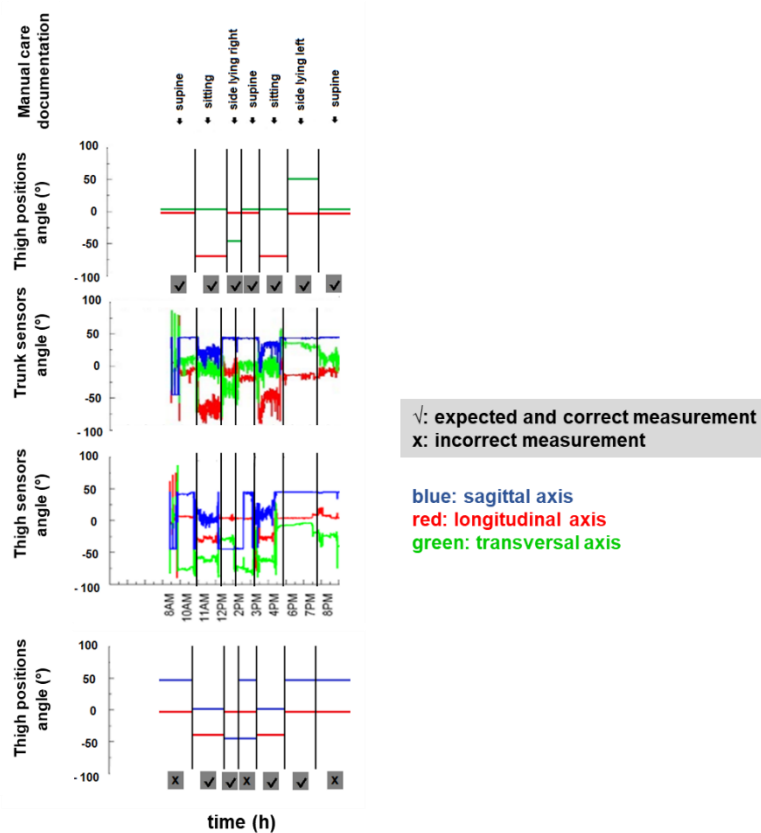 Manual care
documentation
← supine
← sitting
← side lying right
← supine
← sitting
← side lying left
← supine
Thigh positions
angle (°)
100
50
0
-50
- 100
✓ ✓ ✓ ✓ ✓ ✓ ✓
Trunk sensors
angle (°)
100
50
0
-50
- 100
Thigh sensors
angle (°)
100
50
0
-50
- 100
8AM
10AM
11AM
12PM
2PM
3PM
4PM
6PM
7PM
8PM
Thigh positions
angle (°)
100
50
0
-50
- 100
x ✓ ✓ x ✓ ✓ x
time (h)
√: expected and correct measurement
x: incorrect measurement
blue: sagittal axis
red: longitudinal axis
green: transversal axis